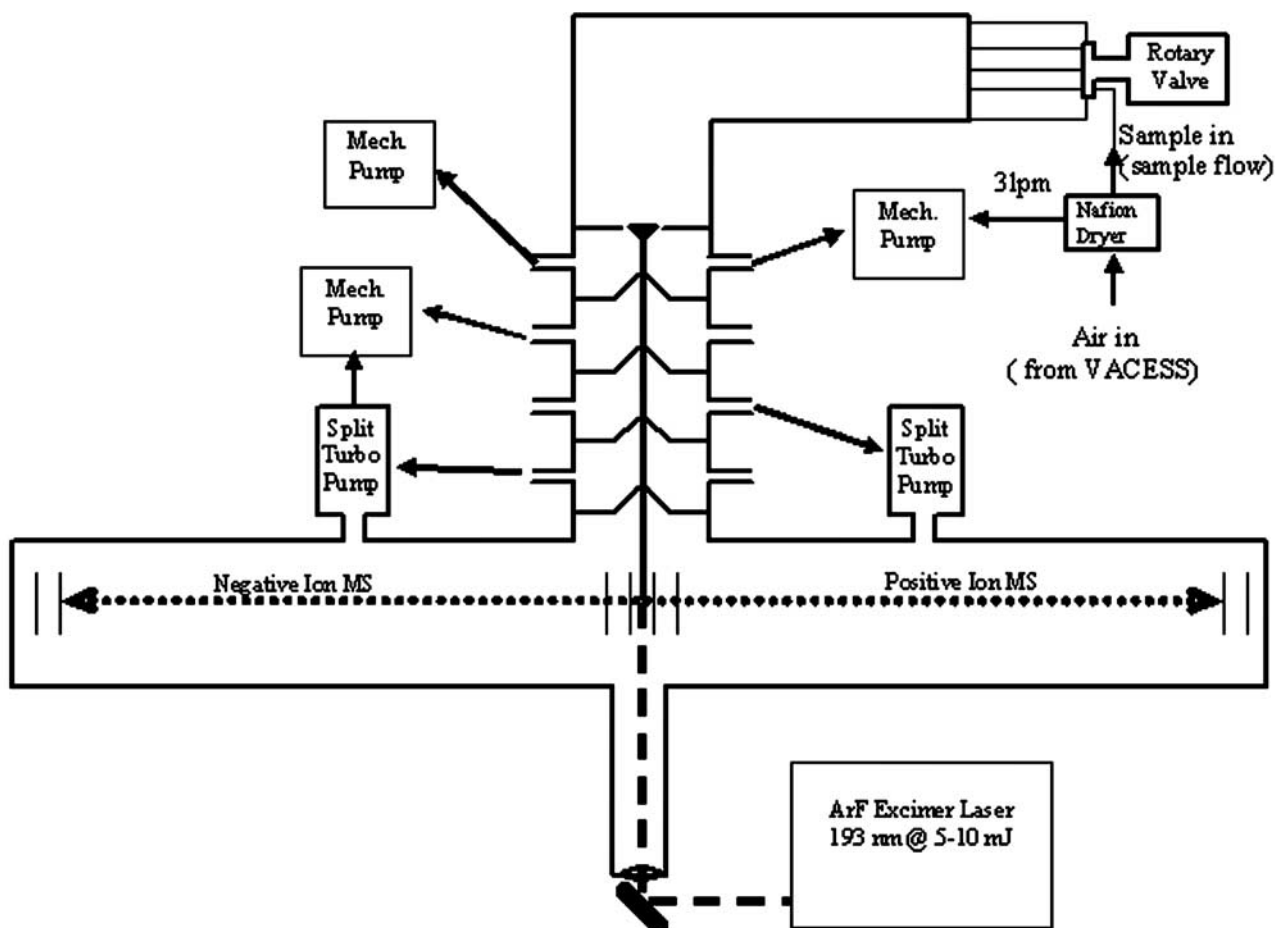 Rotary
Valve
Mech.
Pump
Sample in
(sample flow)
3lpm
Mech.
Pump
Nafion
Dryer
Mech.
Pump
Air in
( from VACESS)
Split
Turbo
Pump
Split
Turbo
Pump
Negative Ion MS
Positive Ion MS
ArF Excimer Laser
193 nm @ 5-10 mJ